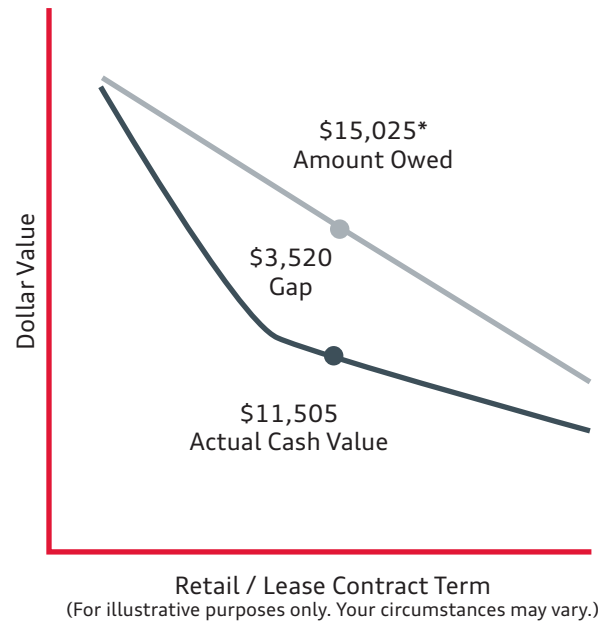 $15,025*
Amount Owed
$3,520
Gap
Dollar Value
$11,505
Actual Cash Value
Retail / Lease Contract Term
(For illustrative purposes only. Your circumstances may vary.)